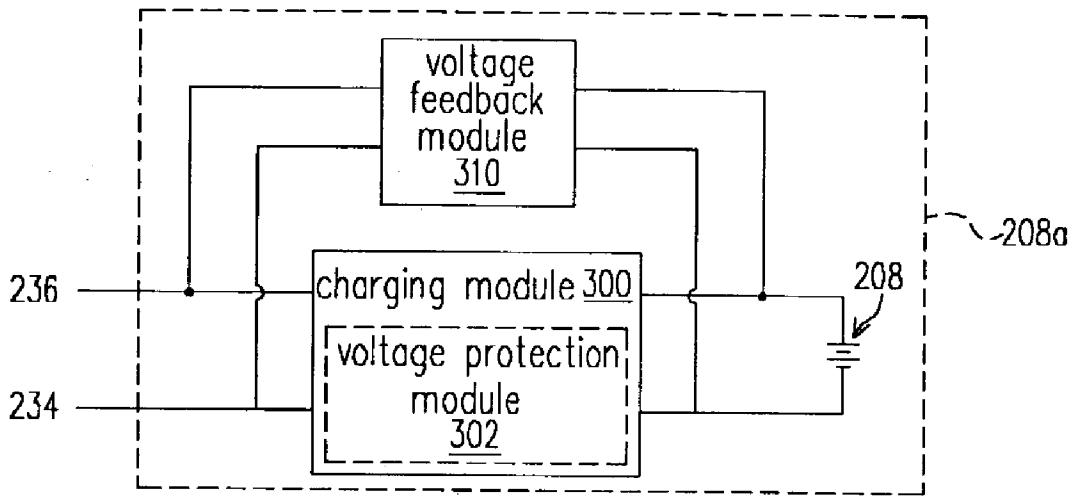 voltage
feedback
module
310
208a
236
charging module 300
208
voltage protection
module
302
234